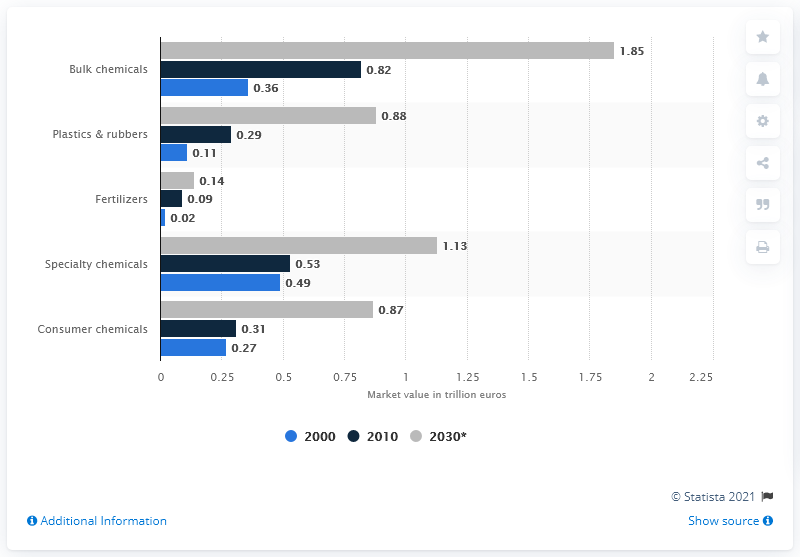 Bulk chemicals
1.85
0.82
0.36
Plastics & rubbers
0.88
0.29
0.11
Fertilizers
0.14
0.09
0.02
Specialty chemicals
1.13
0.53
0.49
Consumer chemicals
0.87
0.31
0.27
0 0.25 0.5 0.75 1 1.25 1.5 1.75 2 2.25
Market value in trillion euros
2000 2010 2030*
© Statista 2021
Additional Information
Show source